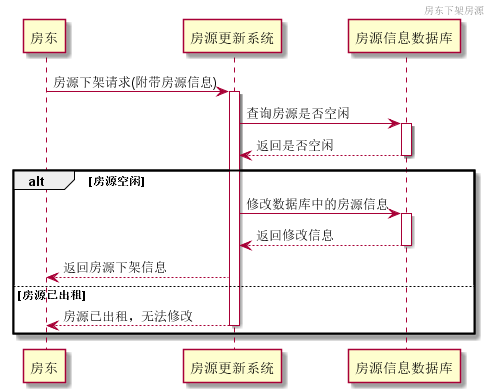 房东下架房源
房东
房源更新系统
房源信息数据库
房源下架请求(附带房源信息)
查询房源是否空闲
返回是否空闲
alt
[房源空闲]
修改数据库中的房源信息
返回修改信息
返回房源下架信息
[房源已出租]
房源已出租，无法修改
房东
房源更新系统
房源信息数据库